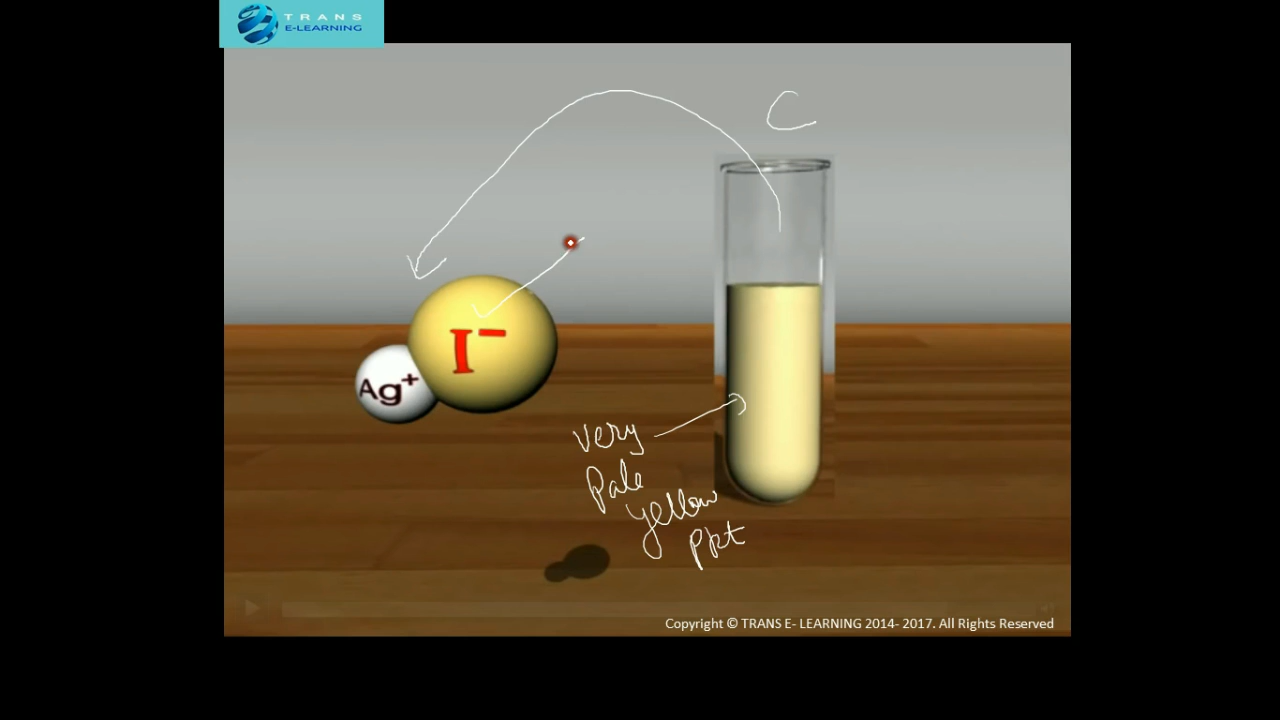 TRANS
E-LEARNING
C
I⁻
Ag⁺
Very
Pale
yellow
PPt
Copyright © TRANS E- LEARNING 2014- 2017. All Rights Reserved